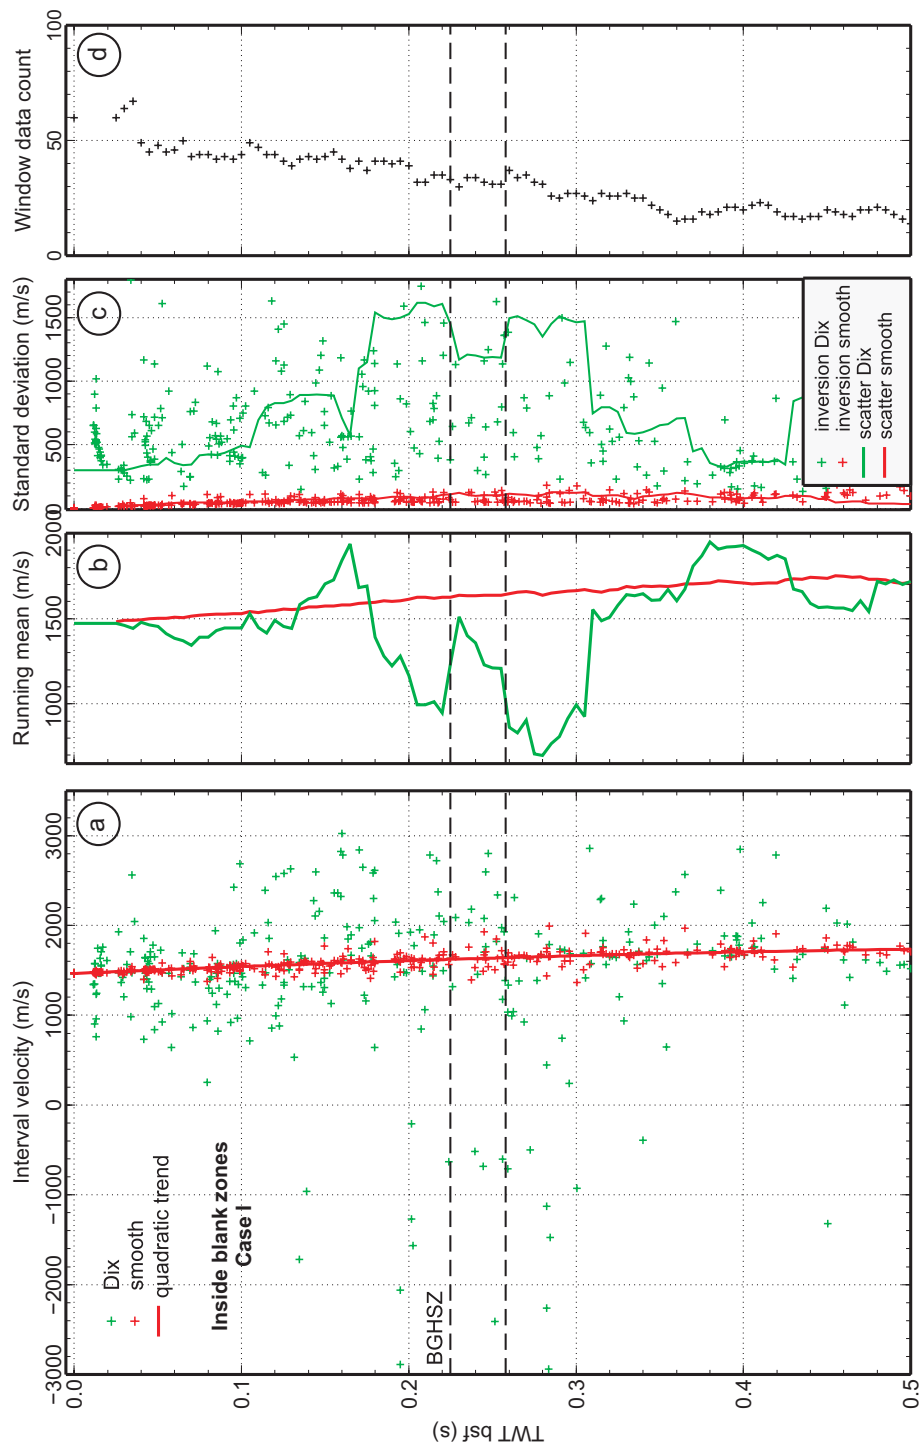 Interval velocity (m/s)
−3000 −2000 −1000 0 1000 2000 3000
a
Dix
smooth
quadratic trend
Inside blank zones
Case I
BGHSZ
0.0
0.1
0.2
0.3
0.4
0.5
TWT bsf (s)
Running mean (m/s)
1000 1500 2000
b
Standard deviation (m/s)
0 500 1000 1500
c
inversion Dix
inversion smooth
scatter Dix
scatter smooth
Window data count
0 50 100
d